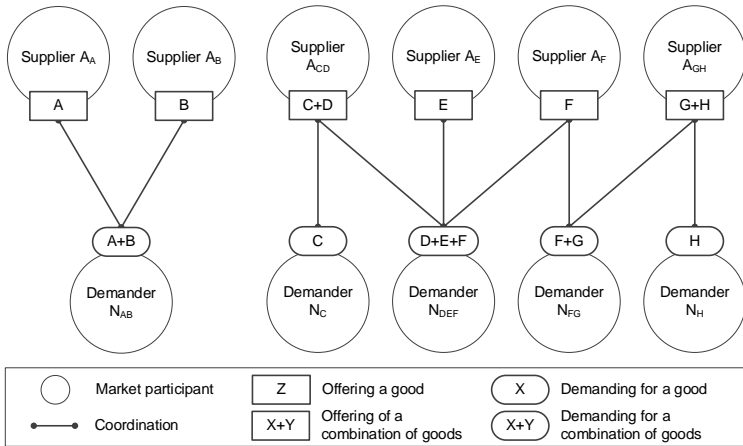 Supplier A_A
Supplier A_B
Supplier
A_CD
Supplier A_E
Supplier A_F
Supplier
A_GH
A
B
C+D
E
F
G+H
A+B
C
D+E+F
F+G
H
Demander
N_AB
Demander
N_C
Demander
N_DEF
Demander
N_FG
Demander
N_H
Market participant
Z
Offering a good
X
Demanding for a good
Coordination
X+Y
Offering of a
combination of goods
X+Y
Demanding for a
combination of goods